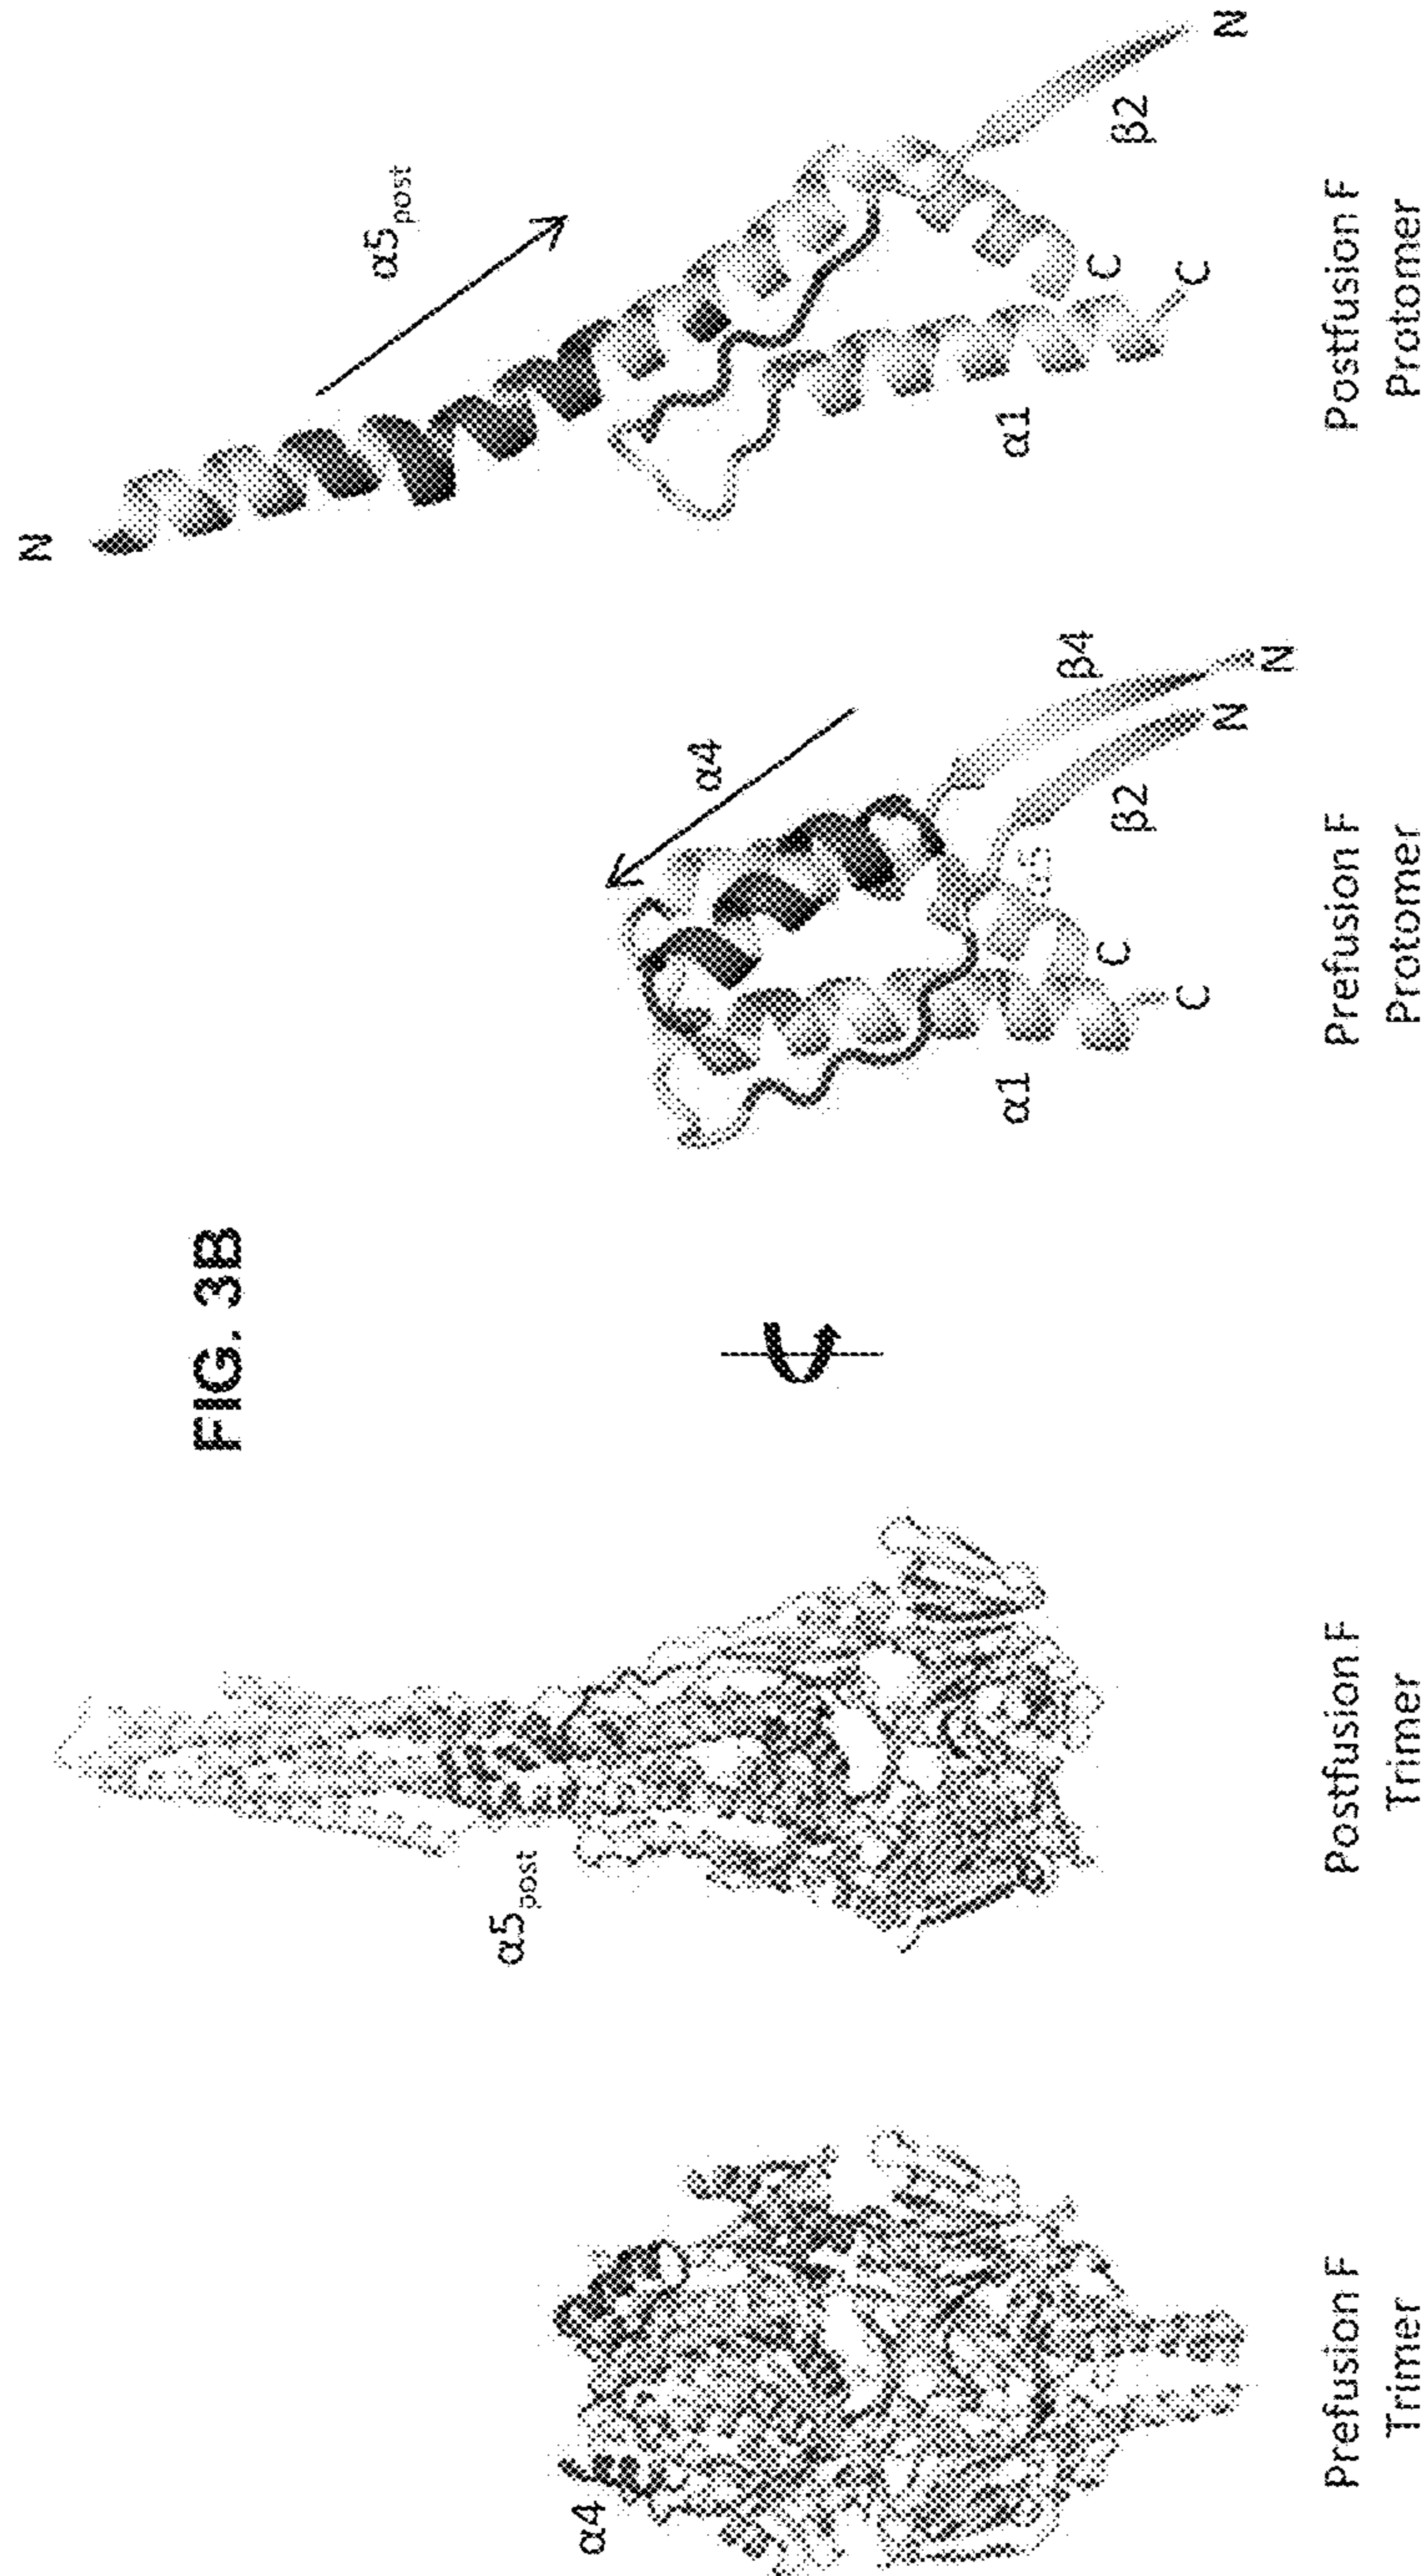 FIG. 3B
α4
α5post
α4
α1
α5
β2
β4
C
C
N
N
N
α5post
α1
β2
C
C
N
Prefusion F
Trimer
Postfusion F
Trimer
Prefusion F
Protomer
Postfusion F
Protomer